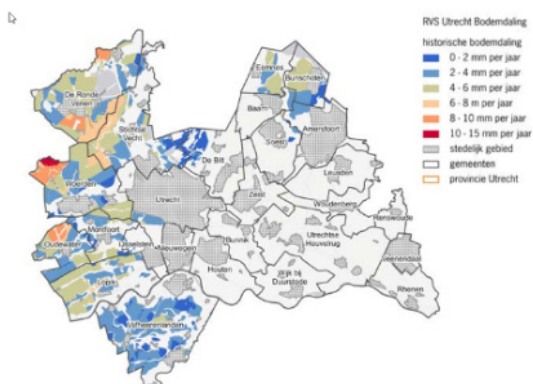 RVS Utrecht Bodemdaling
historische bodemdaling
0 - 2 mm per jaar
2 - 4 mm per jaar
4 - 6 mm per jaar
6 - 8 m per jaar
8 - 10 mm per jaar
10 - 15 mm per jaar
stedelijk gebied
gemeenten
provincie Utrecht
Eemnes
Bunschoten
De Ronde
Venen
Baarn
Stichtse
Vecht
Amersfoort
Soest
De Bilt
Leusden
Woerden
Zeist
Woudenberg
Utrecht
Renswoude
Montfoort
Oudewater
IJsselstein
Nieuwegein
Bunnik
Utrechtse
Heuvelrug
Veenendaal
Houten
Wijk bij
Duurstede
Lopik
Rhenen
Vijfheerenlanden